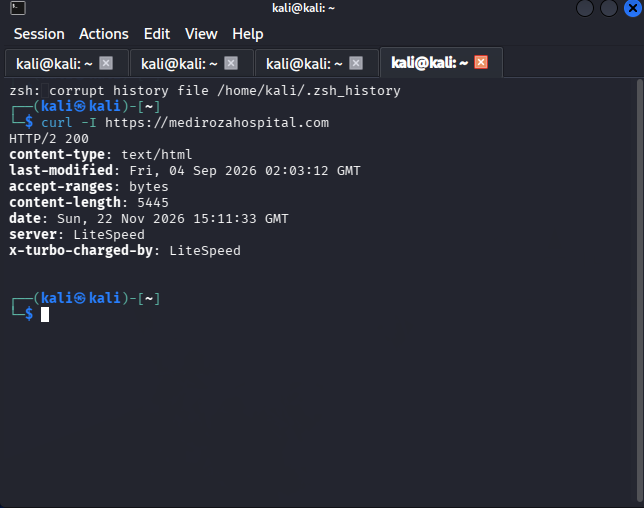 kali@kali: ~
Session Actions Edit View Help
kali@kali: ~ kali@kali: ~ kali@kali: ~ kali@kali: ~
zsh: corrupt history file /home/kali/.zsh_history
┌──(kali㉿kali)-[~]
└─$ curl -I https://medirozahospital.com
HTTP/2 200
content-type: text/html
last-modified: Fri, 04 Sep 2026 02:03:12 GMT
accept-ranges: bytes
content-length: 5445
date: Sun, 22 Nov 2026 15:11:33 GMT
server: LiteSpeed
x-turbo-charged-by: LiteSpeed
┌──(kali㉿kali)-[~]
└─$